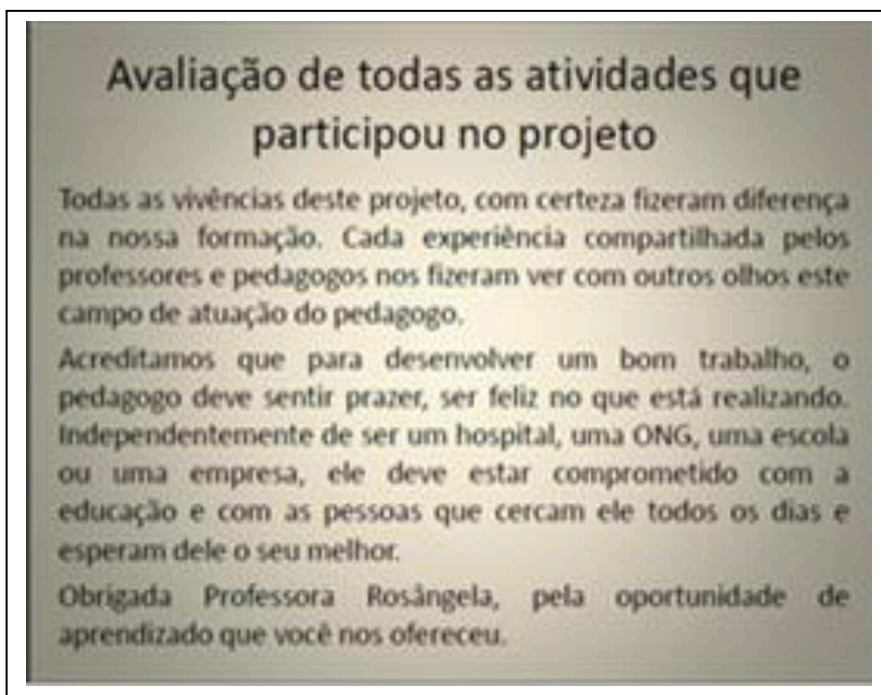 Avaliação de todas as atividades que
participou no projeto
Todas as vivências deste projeto, com certeza fizeram diferença
na nossa formação. Cada experiência compartilhada pelos
professores e pedagogos nos fizeram ver com outros olhos este
campo de atuação do pedagogo.
Acreditamos que para desenvolver um bom trabalho, o
pedagogo deve sentir prazer, ser feliz no que está realizando.
Independentemente de ser um hospital, uma ONG, uma escola
ou uma empresa, ele deve estar comprometido com a
educação e com as pessoas que cercam ele todos os dias e
esperam dele o seu melhor.
Obrigada Professora Rosângela, pela oportunidade de
aprendizado que você nos ofereceu.